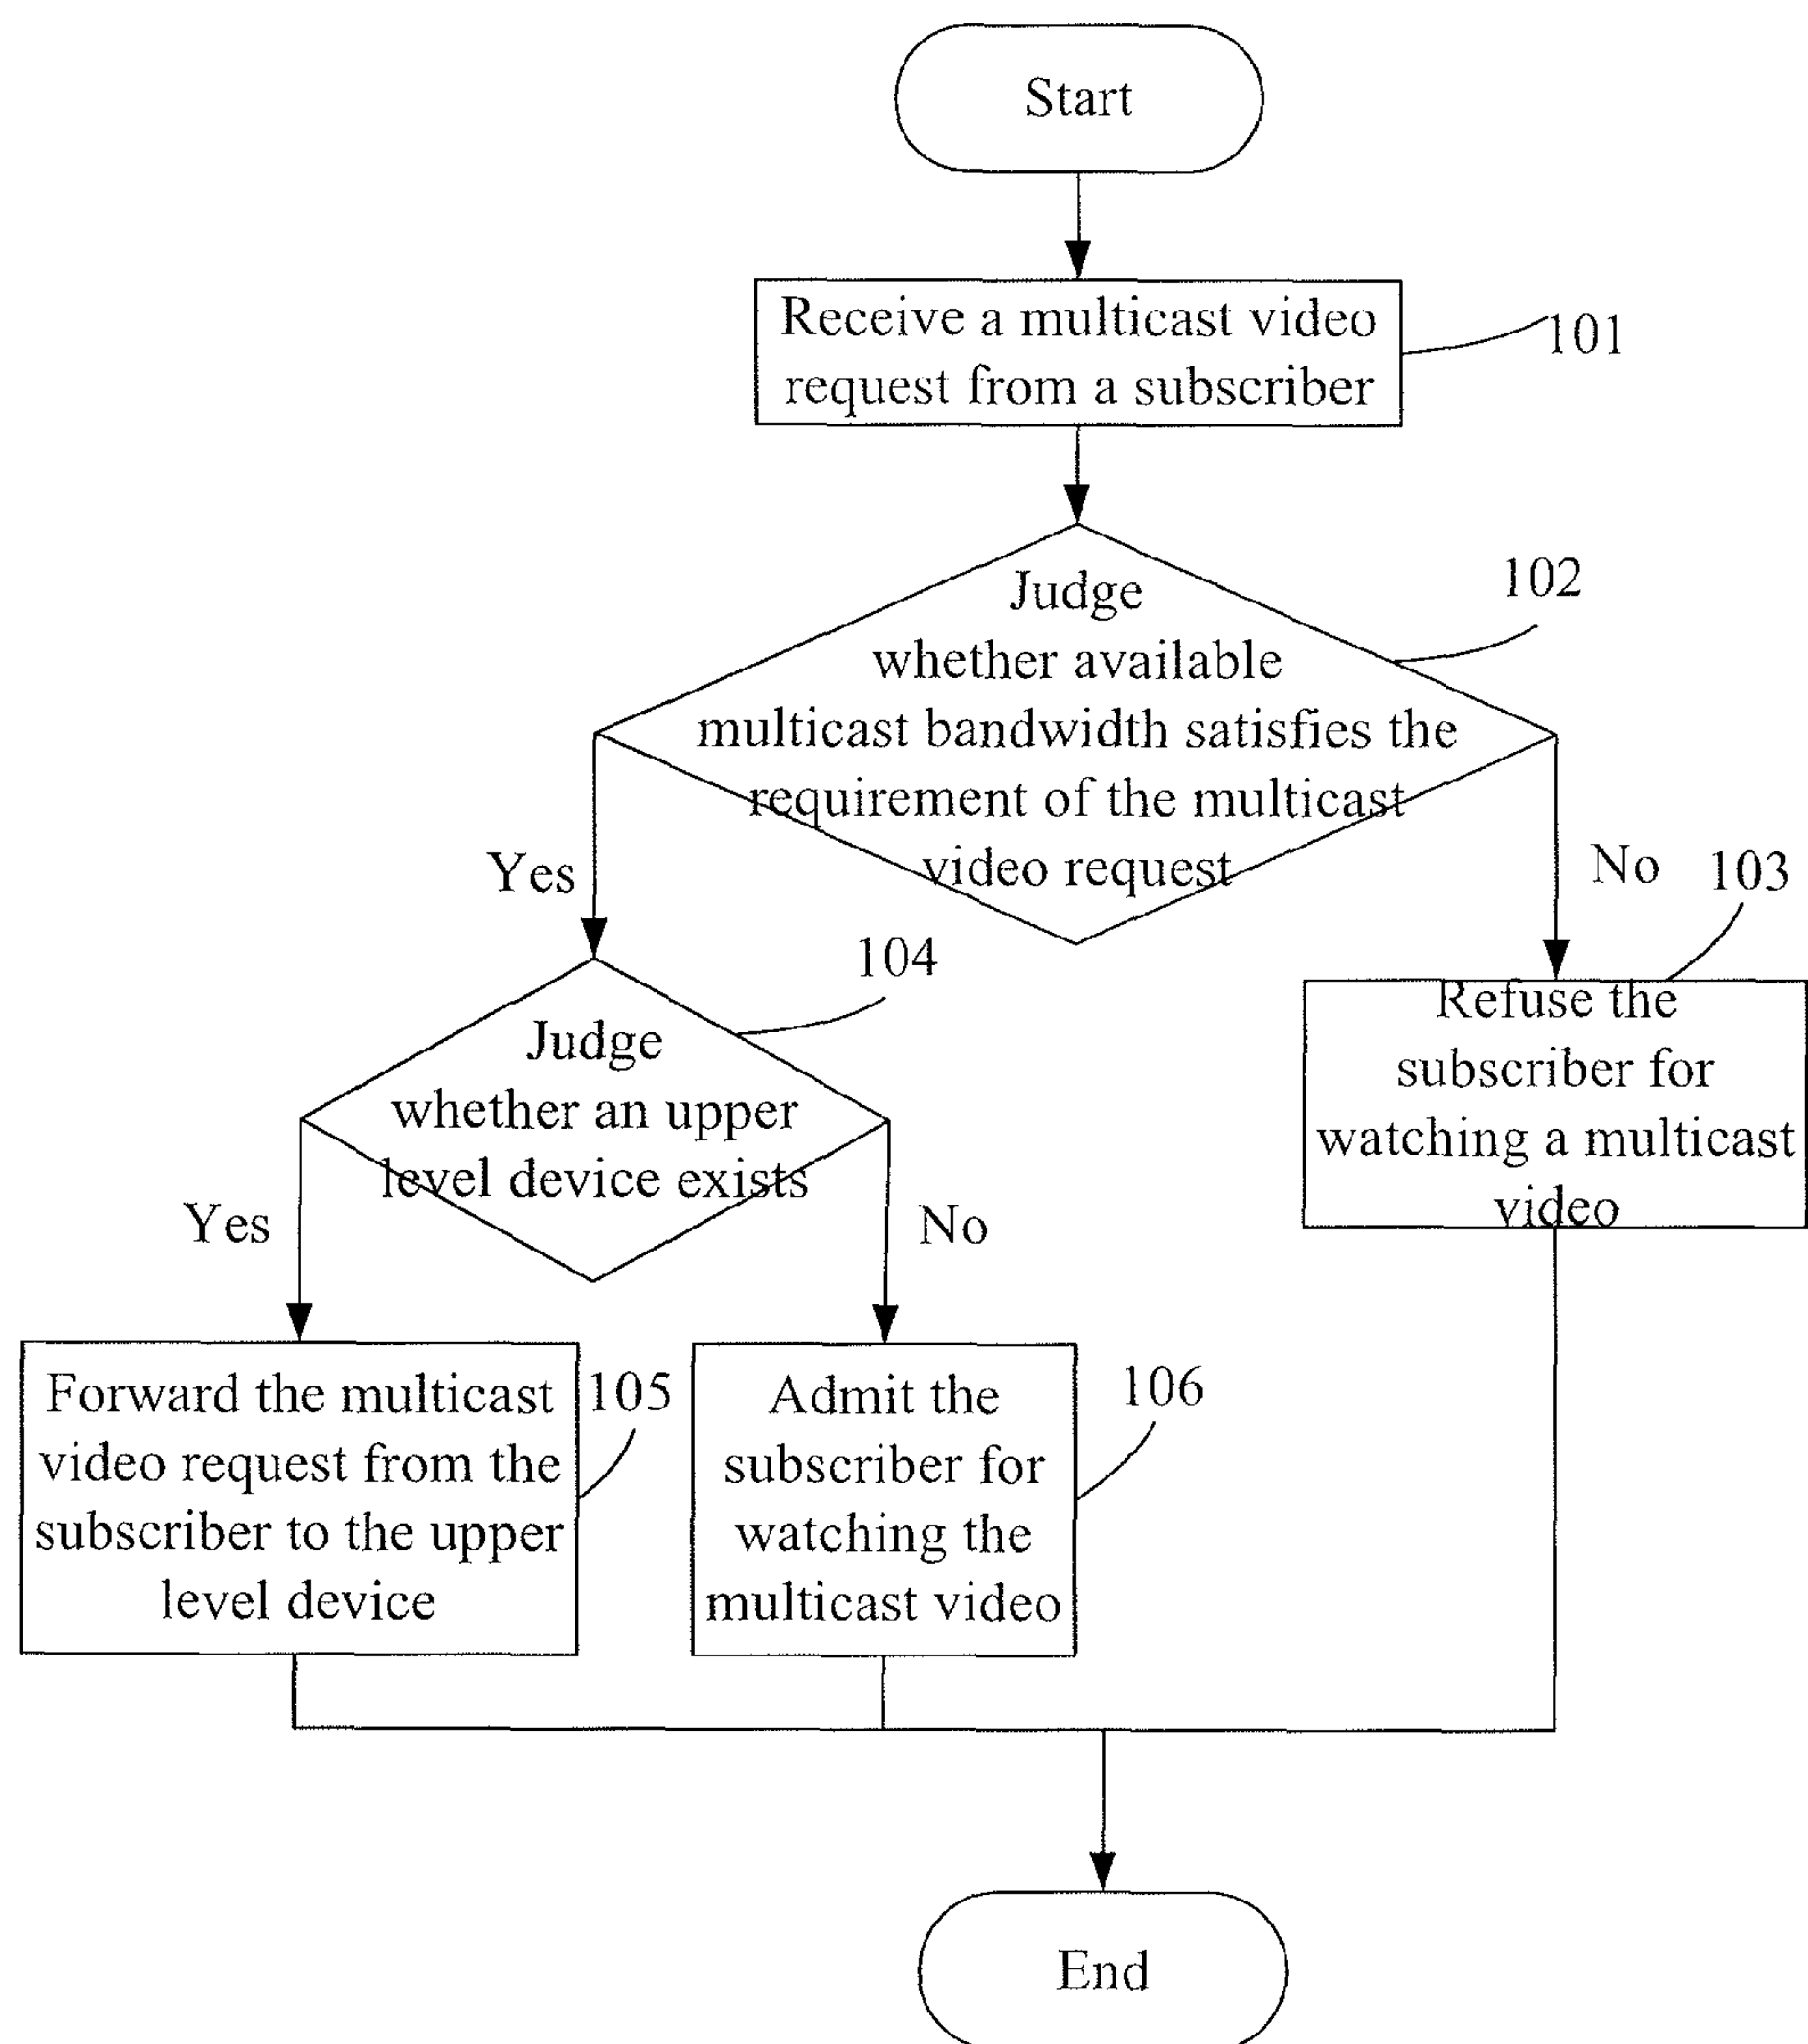 Start
Receive a multicast video
request from a subscriber
101
Judge
whether available
multicast bandwidth satisfies the
requirement of the multicast
video request
102
Yes
No
103
Refuse the
subscriber for
watching a multicast
video
104
Judge
whether an upper
level device exists
Yes
No
Forward the multicast
video request from the
subscriber to the upper
level device
105
Admit the
subscriber for
watching the
multicast video
106
End